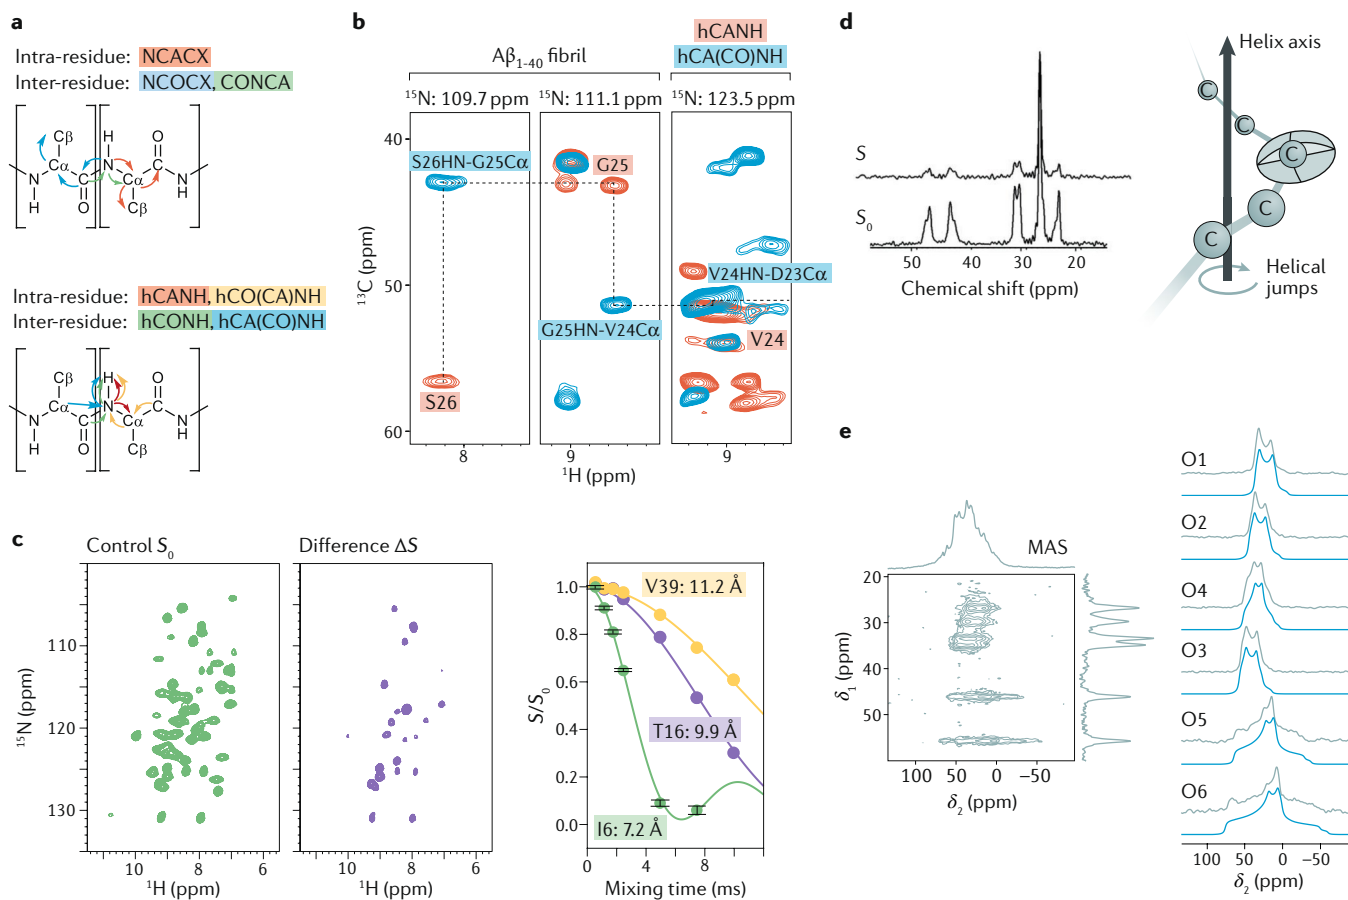 a
Intra-residue: NCACX
Inter-residue: NCOCX, CONCA
Cβ
H
O
N
Cα
C
N
Cα
C
N
H
O
Cβ
H
Intra-residue: hCANH, hCO(CA)NH
Inter-residue: hCONH, hCA(CO)NH
Cβ
H
O
N
Cα
C
N
Cα
C
N
H
O
Cβ
H
b
hCANH
hCA(CO)NH
Aβ1–40 fibril
15N: 109.7 ppm
15N: 111.1 ppm
15N: 123.5 ppm
40
50
60
13C (ppm)
S26HN-G25Cα
G25
V24HN-D23Cα
G25HN-V24Cα
V24
S26
8
9
9
1H (ppm)
c
Control S0
Difference ΔS
110
120
130
15N (ppm)
10
8
6
1H (ppm)
10
8
6
1H (ppm)
1.0
0.8
0.6
0.4
0.2
0.0
S/S0
V39: 11.2 Å
T16: 9.9 Å
I6: 7.2 Å
0
4
8
Mixing time (ms)
d
S
S0
50
40
30
20
Chemical shift (ppm)
Helix axis
C
C
C
C
C
Helical
jumps
e
MAS
20
30
40
50
δ1 (ppm)
100
50
0
−50
δ2 (ppm)
O1
O2
O4
O3
O5
O6
100
50
0
−50
δ2 (ppm)